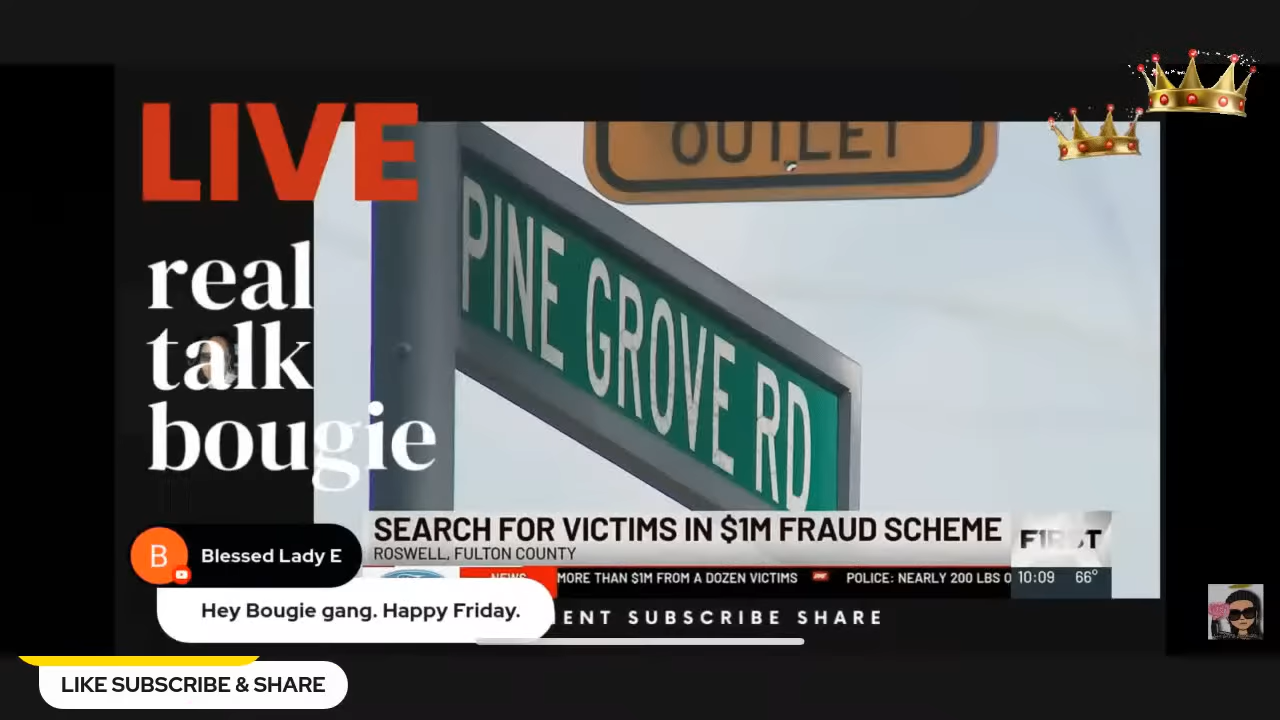 LIVE
real
talk
bougie
OUTLET
PINE GROVE RD
SEARCH FOR VICTIMS IN $1M FRAUD SCHEME
ROSWELL, FULTON COUNTY
F1RST
NEWS
MORE THAN $1M FROM A DOZEN VICTIMS
POLICE: NEARLY 200 LBS O
10:09 66°
B
Blessed Lady E
Hey Bougie gang. Happy Friday.
SUBSCRIBE SHARE
LIKE SUBSCRIBE & SHARE